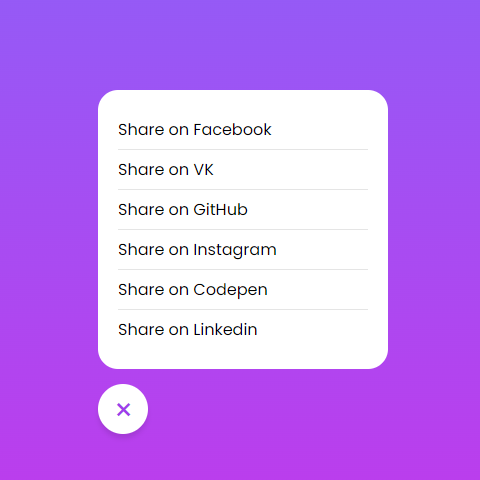 Share on Facebook
Share on VK
Share on GitHub
Share on Instagram
Share on Codepen
Share on Linkedin